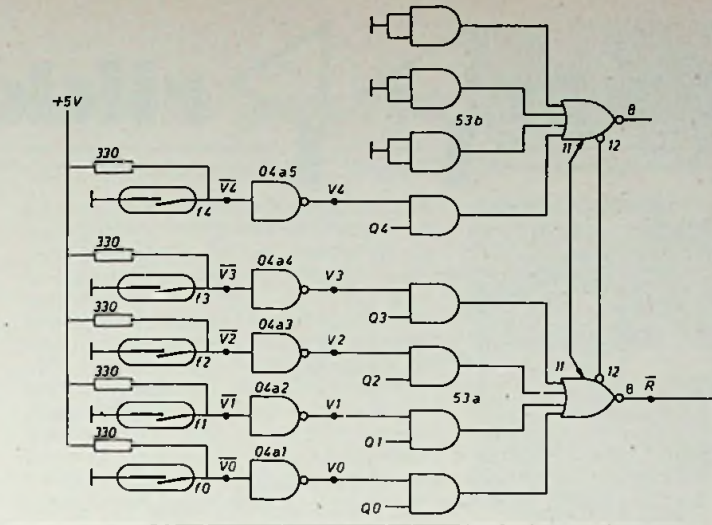 +5V
53b
8
11
12
330
04a5
V̅4̅
V4
f4
Q4
330
04a4
V̅3̅
V3
f3
Q3
330
04a3
V̅2̅
V2
f2
Q2
11
12
8
R̅
330
04a2
V̅1̅
V1
53a
f1
Q1
330
04a1
V̅0̅
V0
f0
Q0